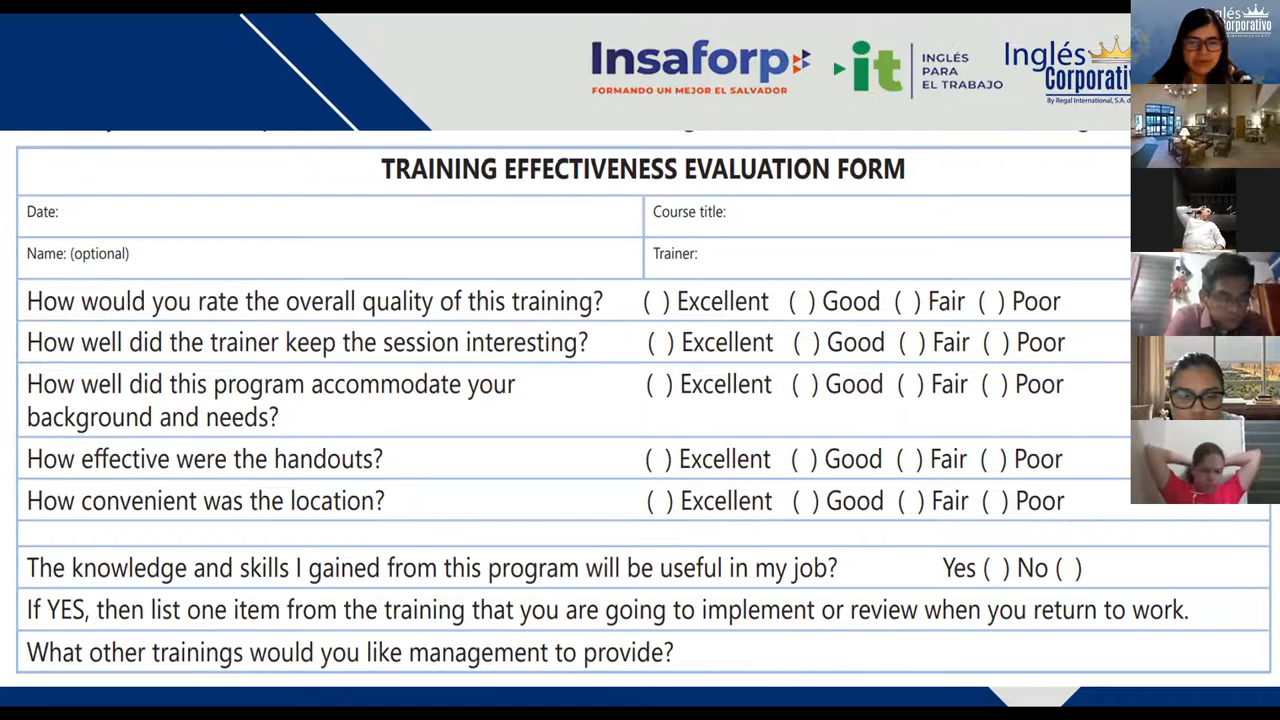 Insaforp
FORMANDO UN MEJOR EL SALVADOR
it
INGLÉS
PARA
EL TRABAJO
Inglés
Corporativ
By Regal International, S.A. d
TRAINING EFFECTIVENESS EVALUATION FORM
Date:
Course title:
Name: (optional)
Trainer:
How would you rate the overall quality of this training? ( ) Excellent ( ) Good ( ) Fair ( ) Poor
How well did the trainer keep the session interesting? ( ) Excellent ( ) Good ( ) Fair ( ) Poor
How well did this program accommodate your ( ) Excellent ( ) Good ( ) Fair ( ) Poor
background and needs?
How effective were the handouts? ( ) Excellent ( ) Good ( ) Fair ( ) Poor
How convenient was the location? ( ) Excellent ( ) Good ( ) Fair ( ) Poor
The knowledge and skills I gained from this program will be useful in my job? Yes ( ) No ( )
If YES, then list one item from the training that you are going to implement or review when you return to work.
What other trainings would you like management to provide?
glés
Corporativo